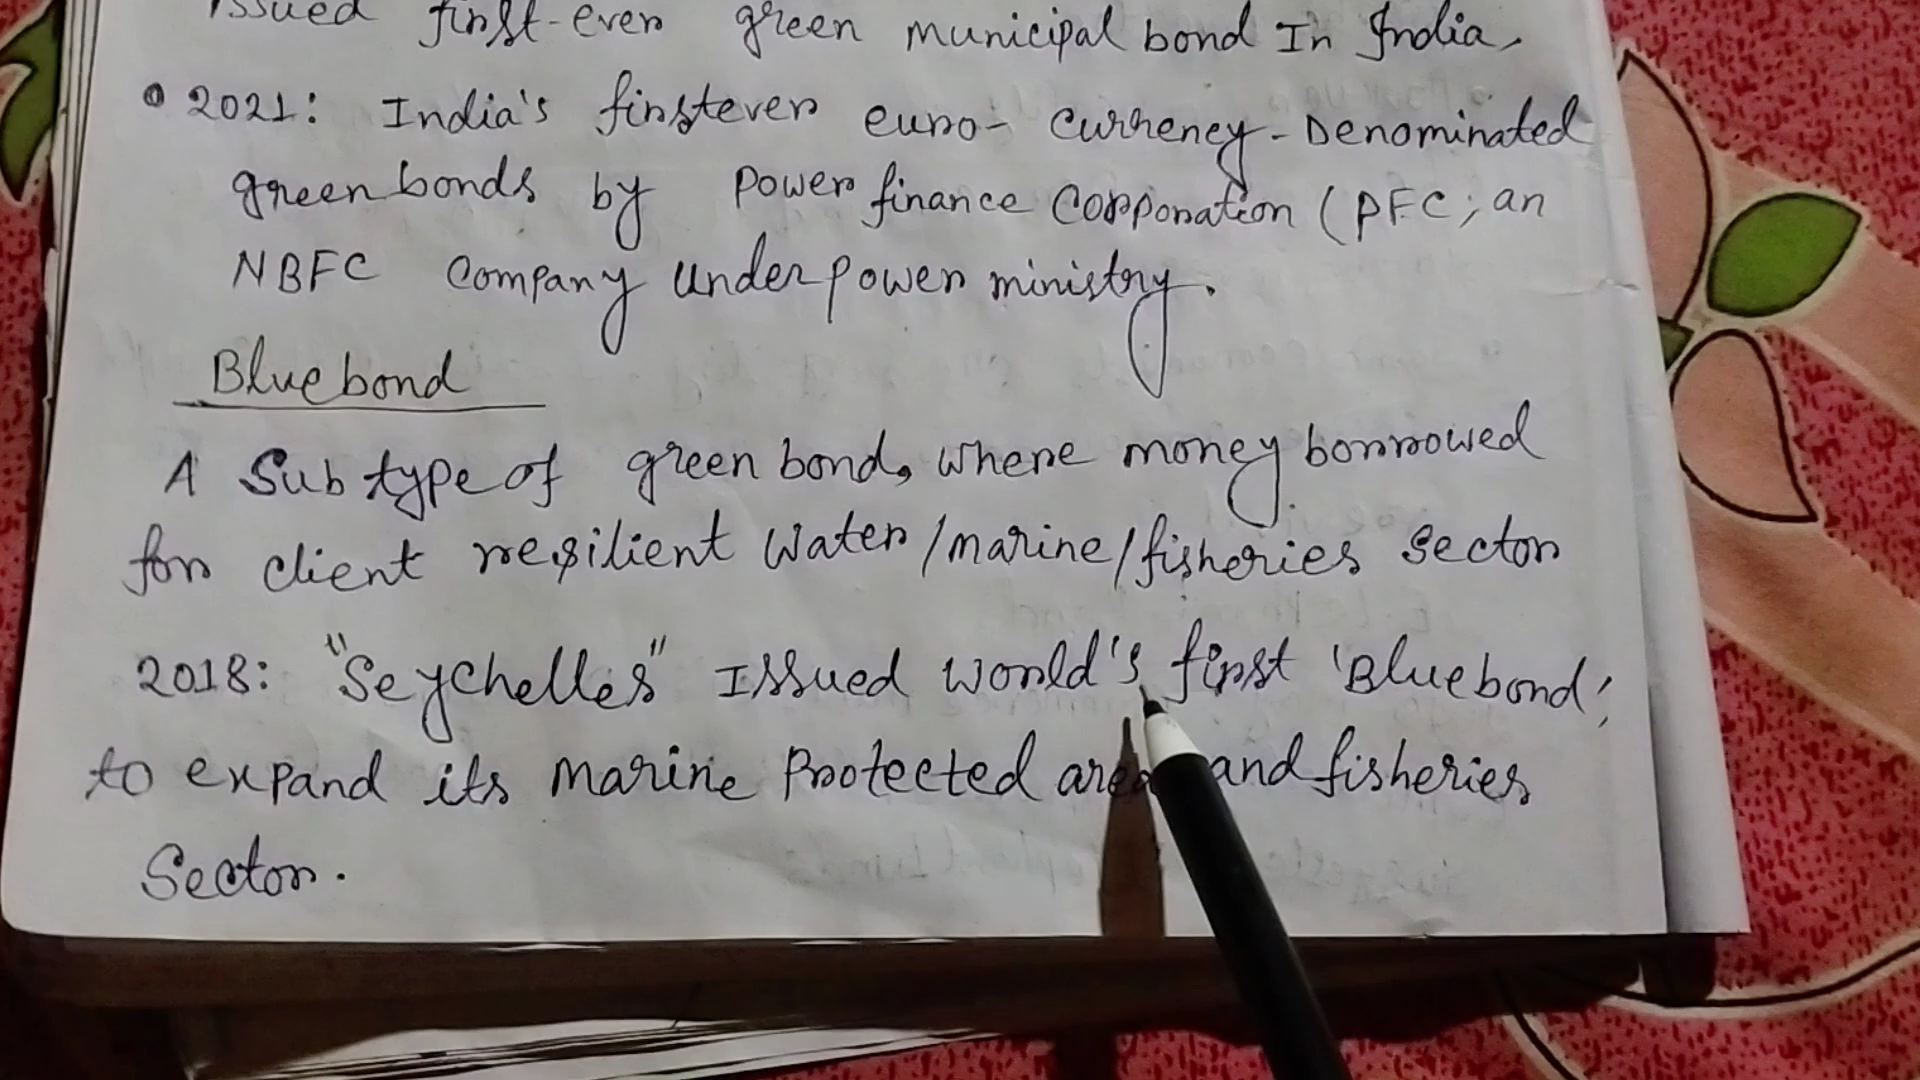 issued first-ever green municipal bond In India,
• 2021: India's firstever euro- currency-Denominated
green bonds by Power finance Corporation (PFC; an
NBFC Company under power ministry.
Blue bond
A Sub type of green bond, where money borrowed
for client resilient Water/marine/fisheries sector
2018: "Seychelles" Issued world's first 'Blue bond',
to expand its marine Protected area and fisheries
Sector.